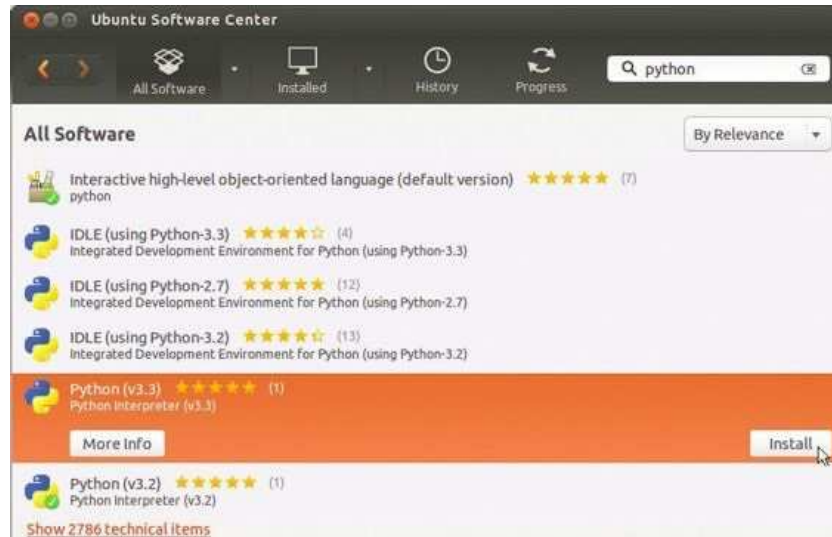 Ubuntu Software Center
All Software
Installed
History
Progress
python
All Software
By Relevance
Interactive high-level object-oriented language (default version) (7)
python
IDLE (using Python-3.3) (4)
Integrated Development Environment for Python (using Python-3.3)
IDLE (using Python-2.7) (12)
Integrated Development Environment for Python (using Python-2.7)
IDLE (using Python-3.2) (13)
Integrated Development Environment for Python (using Python-3.2)
Python (v3.3) (1)
Python Interpreter (v3.3)
More Info
Install
Python (v3.2) (1)
Python Interpreter (v3.2)
Show 2786 technical items